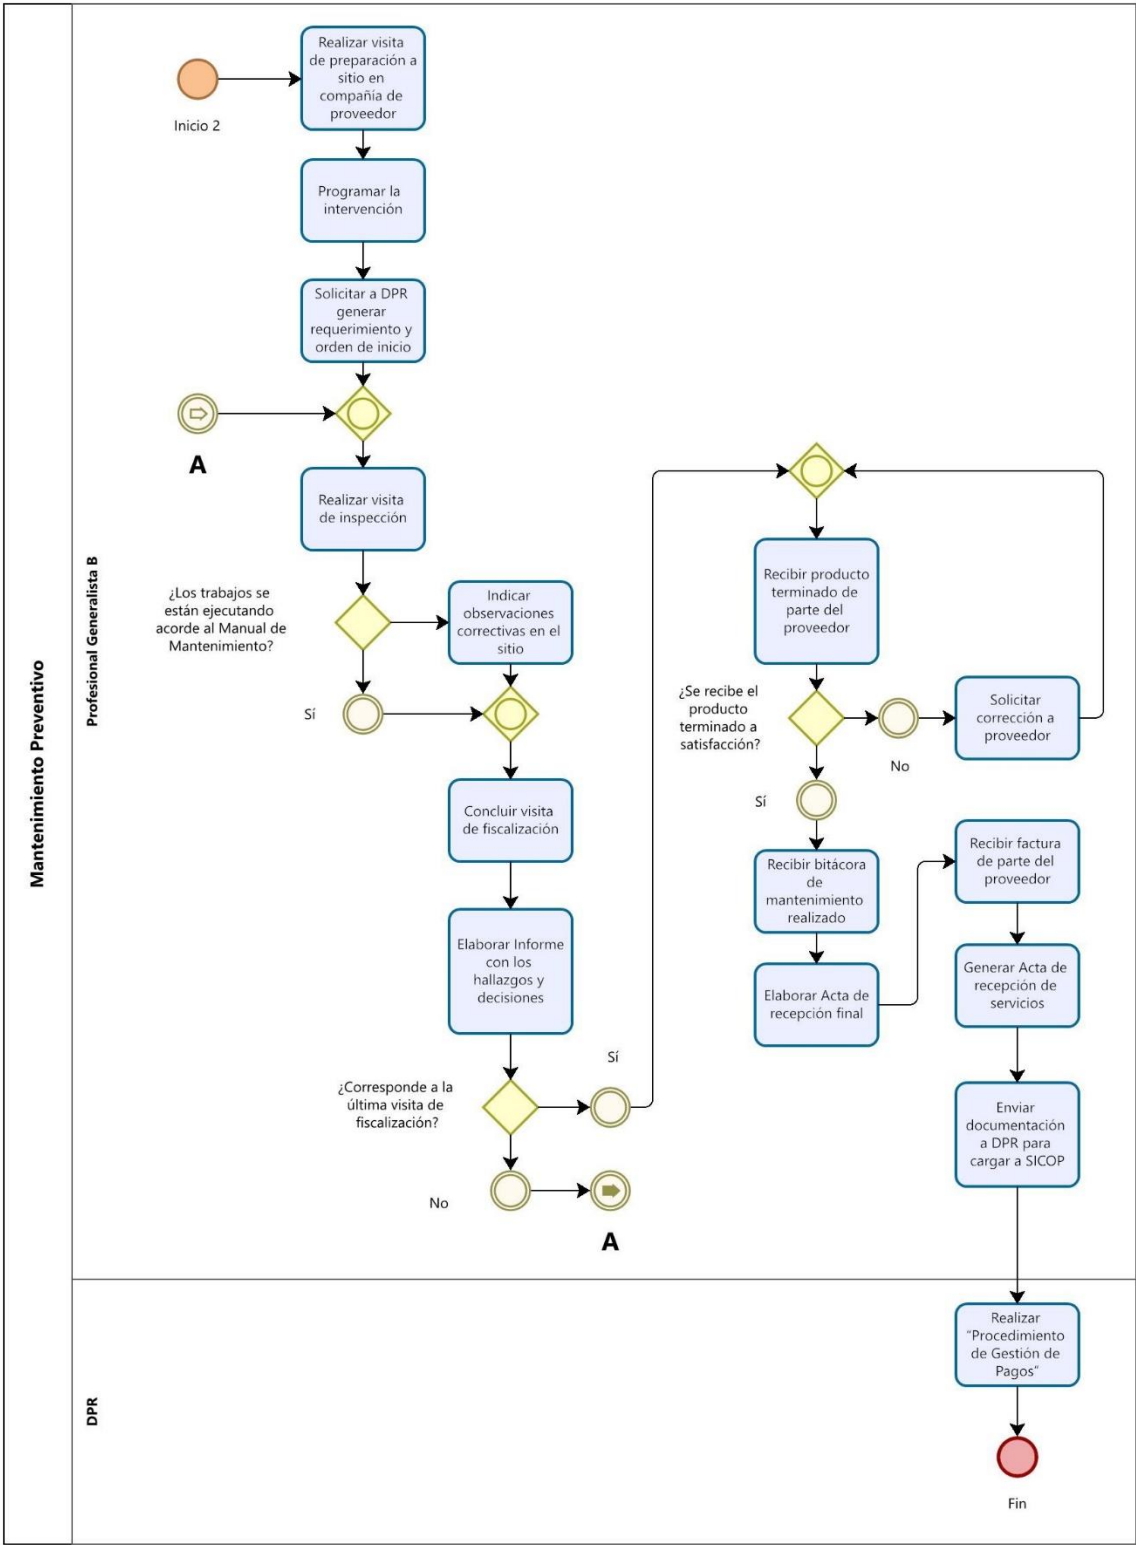 Mantenimiento Preventivo
Profesional Generalista B
Inicio 2
Realizar visita
de preparación a
sitio en
compañía de
proveedor
Programar la
intervención
Solicitar a DPR
generar
requerimiento y
orden de inicio
A
Realizar visita
de inspección
¿Los trabajos se
están ejecutando
acorde al Manual de
Mantenimiento?
Indicar
observaciones
correctivas en el
sitio
Sí
Concluir visita
de fiscalización
Elaborar Informe
con los
hallazgos y
decisiones
¿Corresponde a la
última visita de
fiscalización?
Sí
No
A
Recibir producto
terminado de
parte del
proveedor
¿Se recibe el
producto
terminado a
satisfacción?
No
Solicitar
corrección a
proveedor
Sí
Recibir bitácora
de
mantenimiento
realizado
Elaborar Acta de
recepción final
Recibir factura
de parte del
proveedor
Generar Acta de
recepción de
servicios
Enviar
documentación
a DPR para
cargar a SICOP
DPR
Realizar
“Procedimiento
de Gestión de
Pagos”
Fin